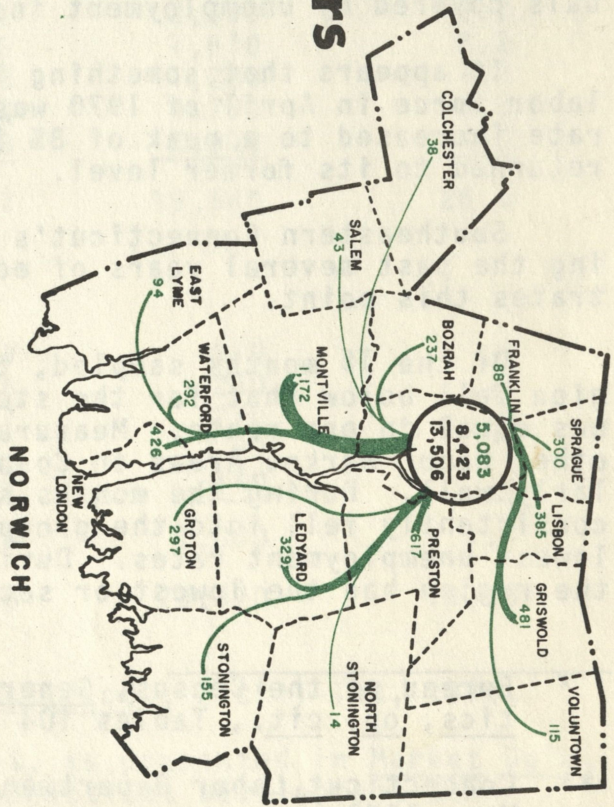 rs
COLCHESTER
38
SALEM
43
BOZRAH
237
FRANKLIN
88
SPRAGUE
300
LISBON
385
GRISWOLD
481
VOLUNTOWN
115
5,083
8,423
13,506
PRESTON
617
MONTVILLE
1172
LEDYARD
329
NORTH
STONINGTON
14
EAST
LYME
94
WATERFORD
292
426
NEW
LONDON
GROTON
297
STONINGTON
155
NORWICH